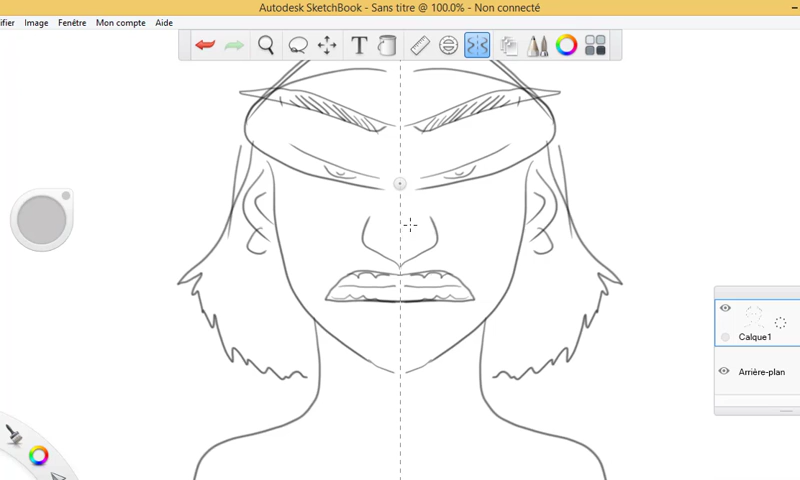 Autodesk SketchBook - Sans titre @ 100.0% - Non connecté
ifier Image Fenêtre Mon compte Aide
Calque1
Arrière-plan